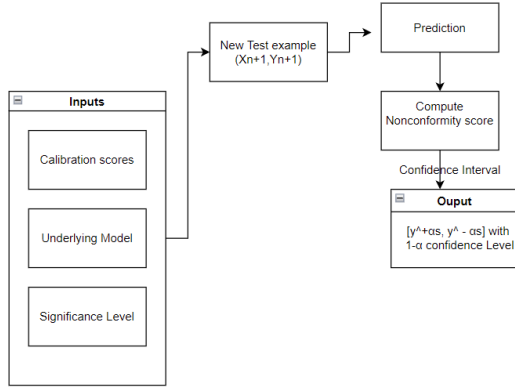 Inputs
Calibration scores
Underlying Model
Significance Level
New Test example
(Xn+1,Yn+1)
Prediction
Compute
Nonconformity score
Confidence Interval
Ouput
[y^+αs, y^ - αs] with
1-α confidence Level